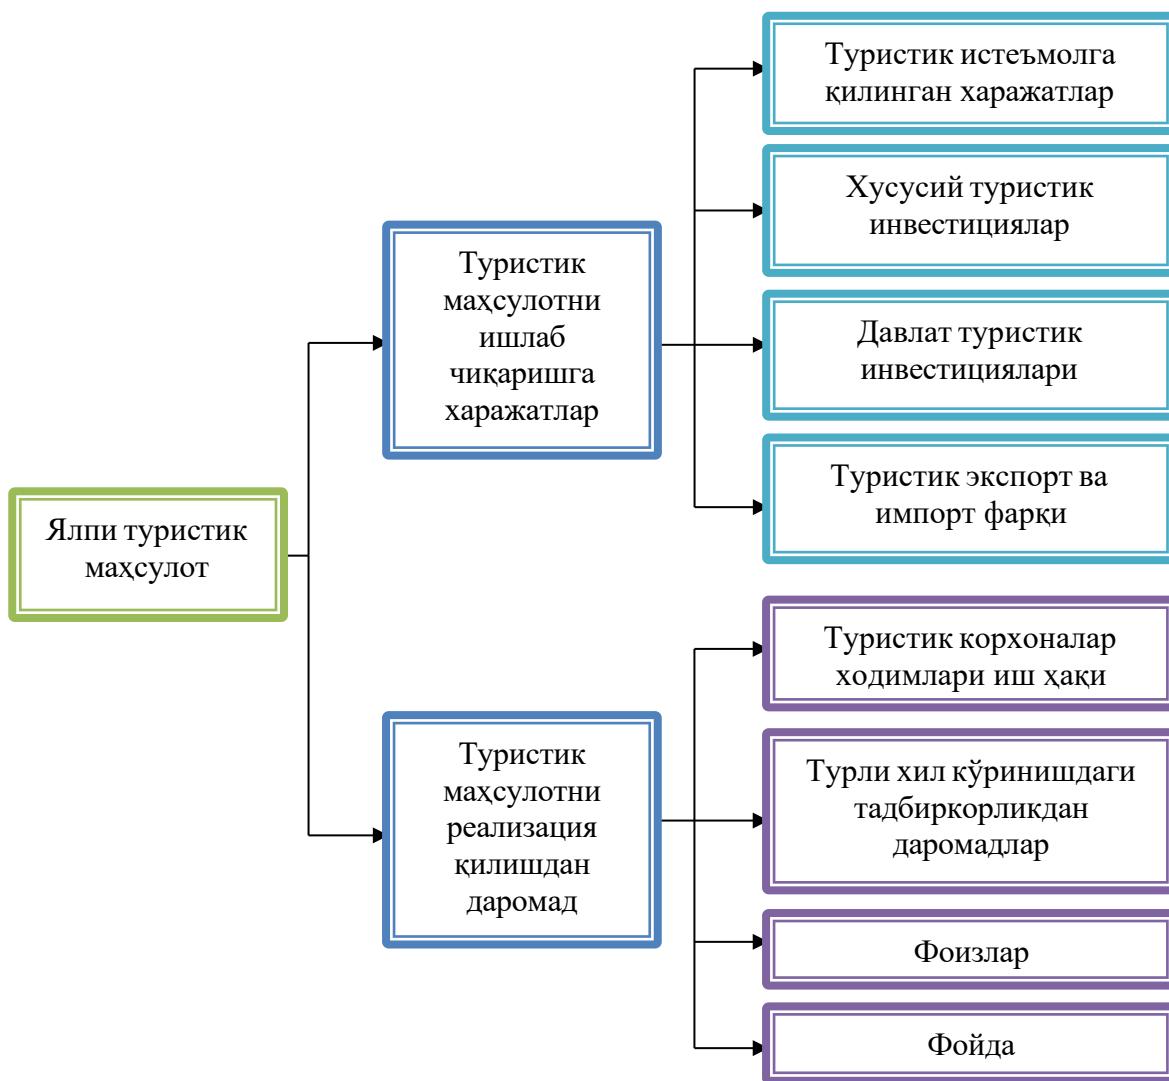 Ялпи туристик
маҳсулот
Туристик
маҳсулотни
ишлаб
чиқаришга
харажатлар
Туристик истеъмолга
қилинган харажатлар
Хусусий туристик
инвестициялар
Давлат туристик
инвестициялари
Туристик экспорт ва
импорт фарқи
Туристик
маҳсулотни
реализация
қилишдан
даромад
Туристик корхоналар
ходимлари иш ҳақи
Турли хил кўринишдаги
тадбиркорликдан
даромадлар
Фоизлар
Фойда